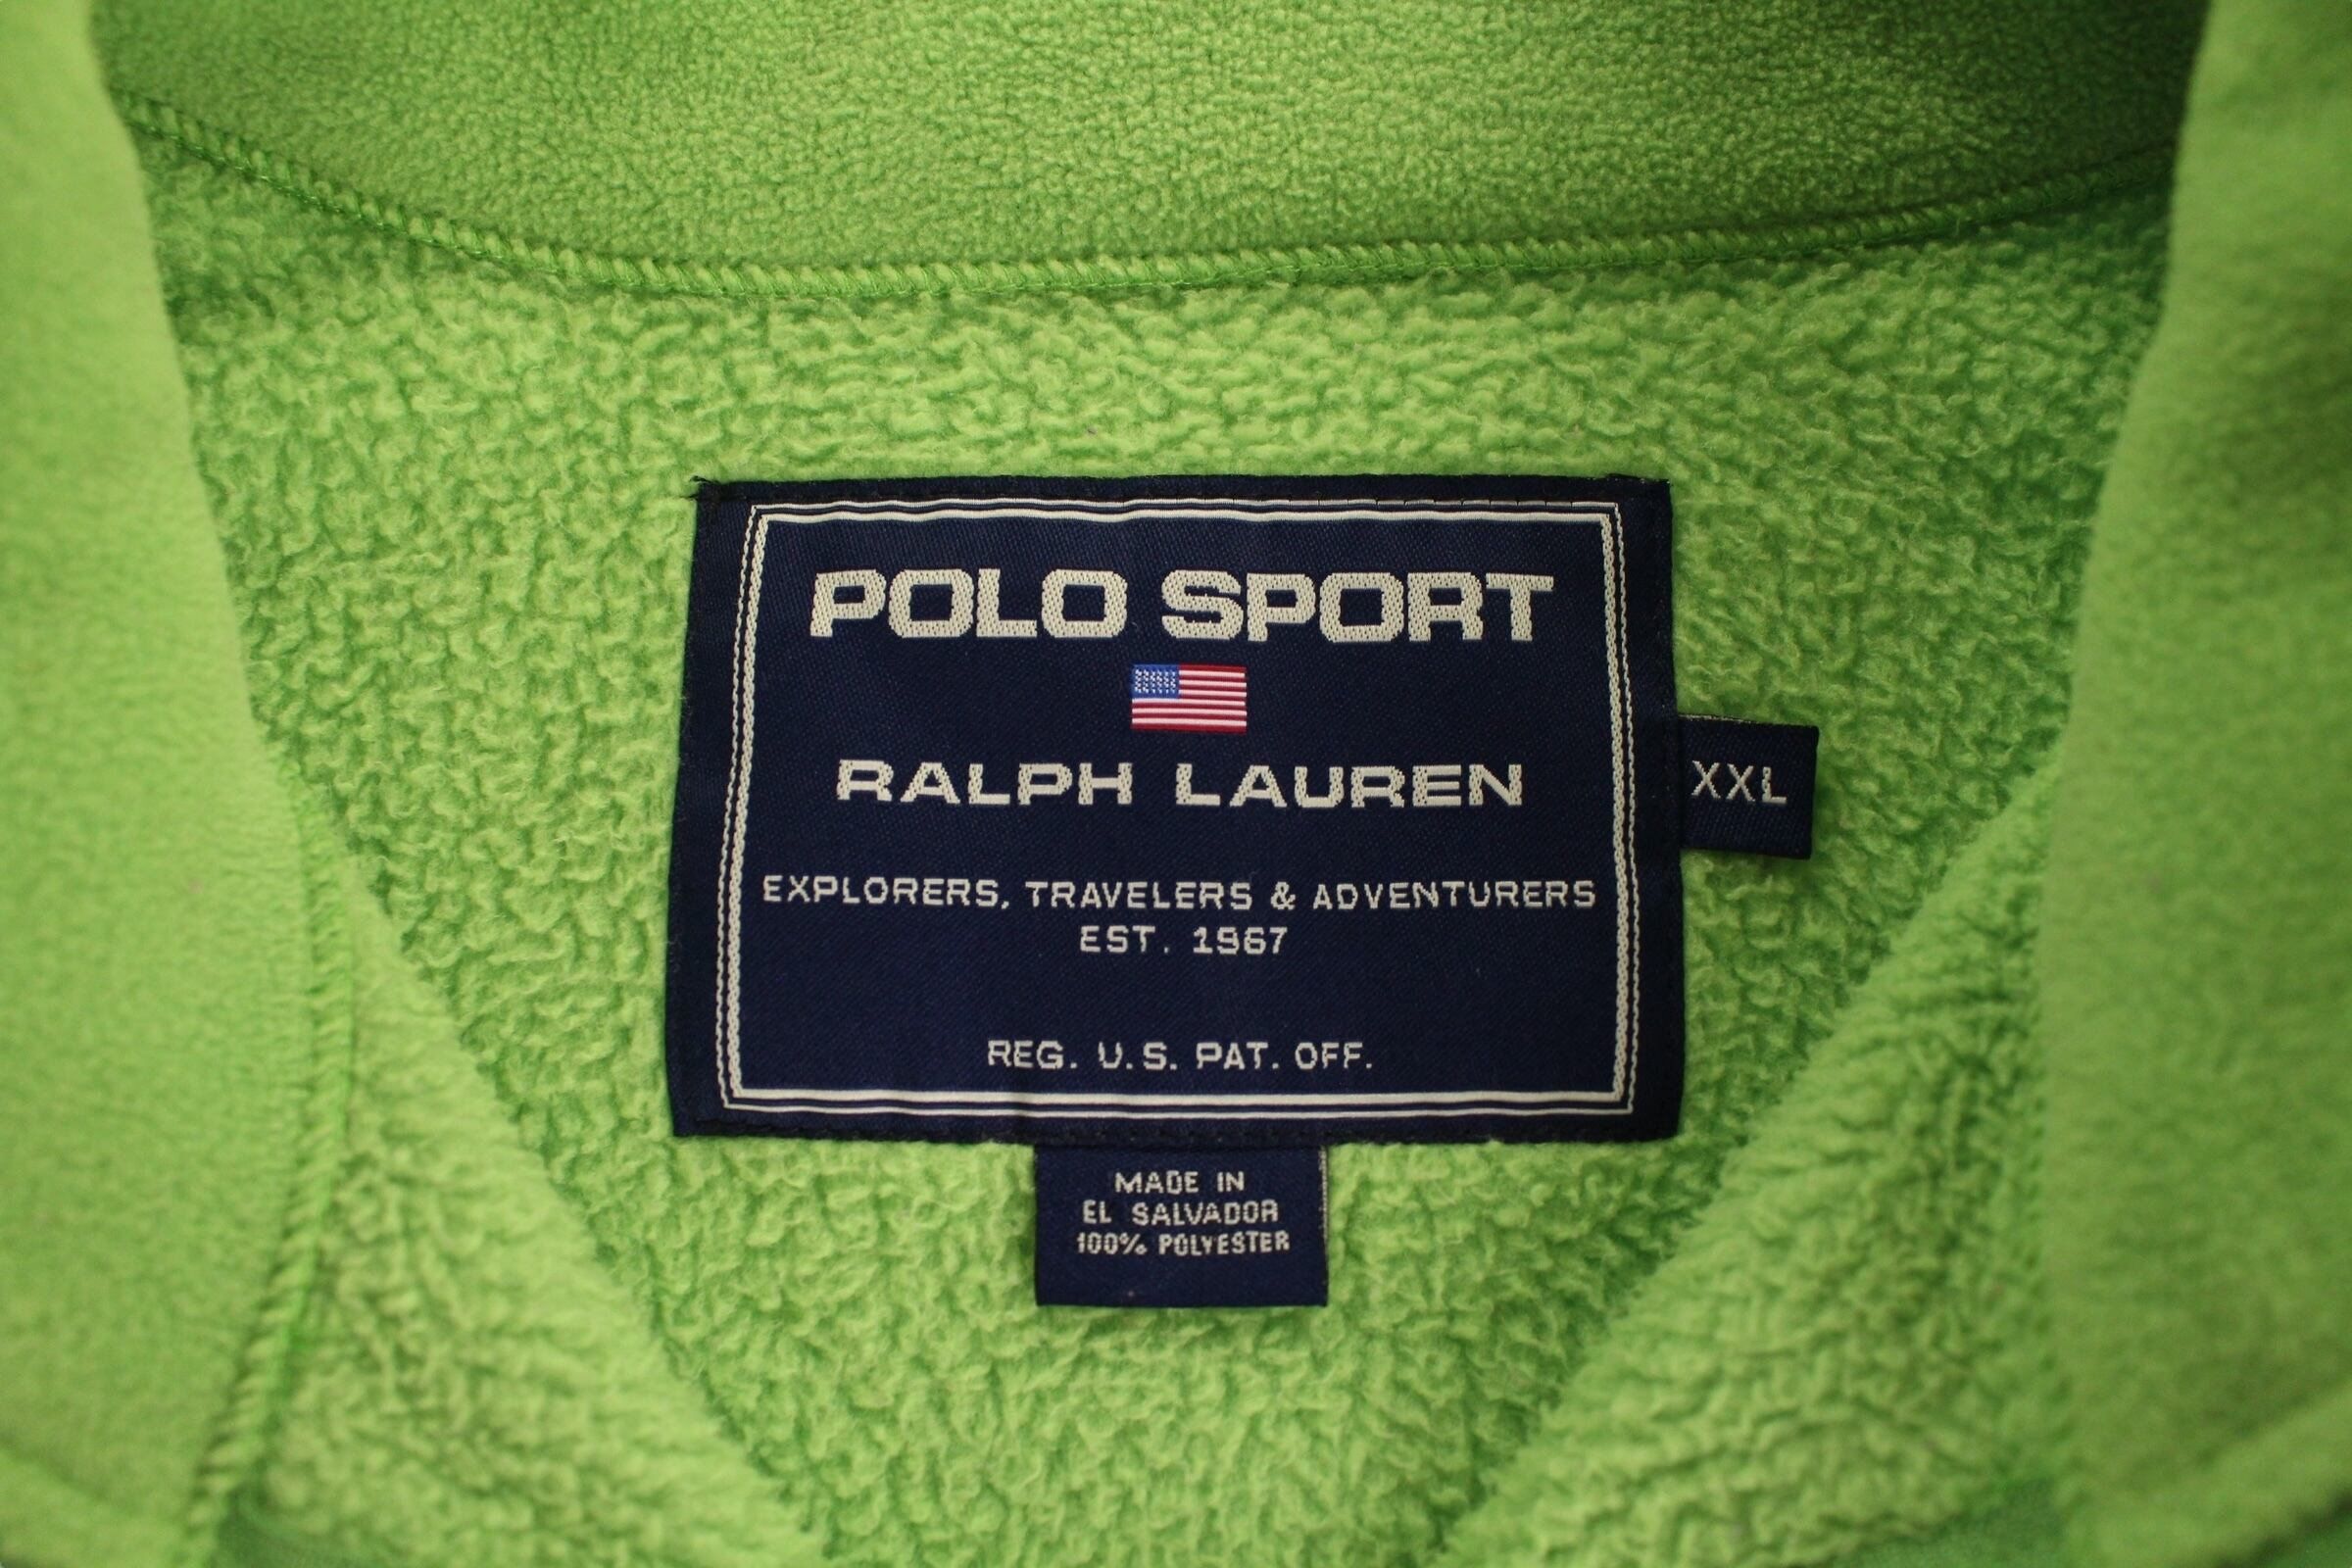 POLO SPORT
RALPH LAUREN
XXL
EXPLORERS, TRAVELERS & ADVENTURERS
EST. 1967
REG. U.S. PAT. OFF.
MADE IN
EL SALVADOR
100% POLYESTER